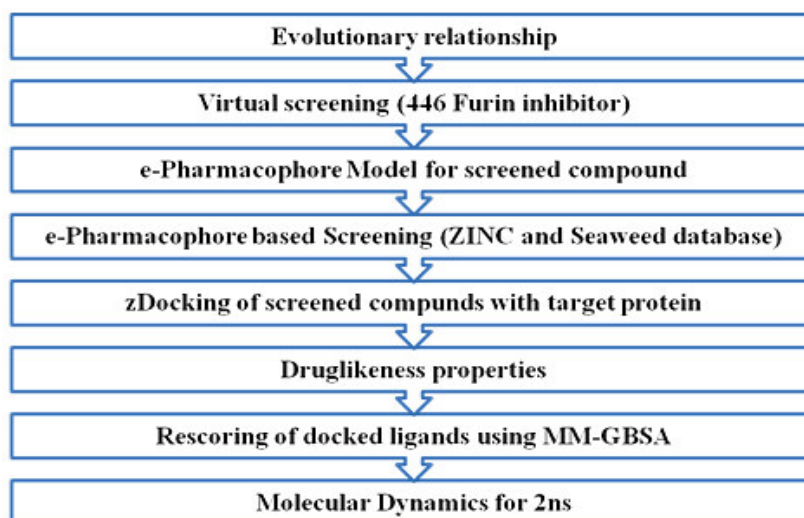 Evolutionary relationship
Virtual screening (446 Furin inhibitor)
e-Pharmacophore Model for screened compound
e-Pharmacophore based Screening (ZINC and Seaweed database)
zDocking of screened compunds with target protein
Druglikeness properties
Rescoring of docked ligands using MM-GBSA
Molecular Dynamics for 2ns